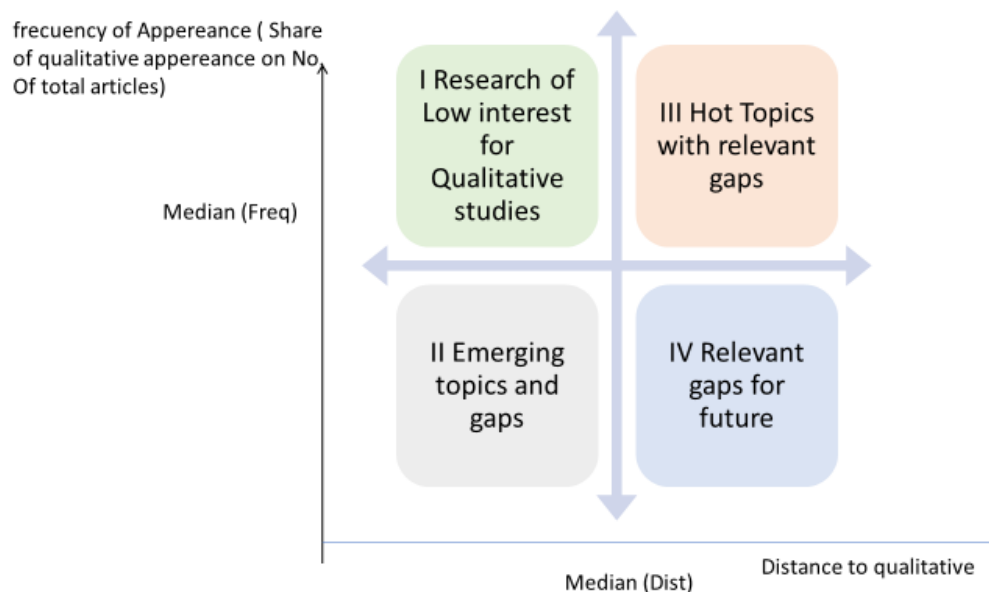 frecuency of Appereance ( Share
of qualitative appereance on No.
Of total articles)
I Research of
Low interest
for
Qualitative
studies
III Hot Topics
with relevant
gaps
Median (Freq)
II Emerging
topics and
gaps
IV Relevant
gaps for
future
Distance to qualitative
Median (Dist)